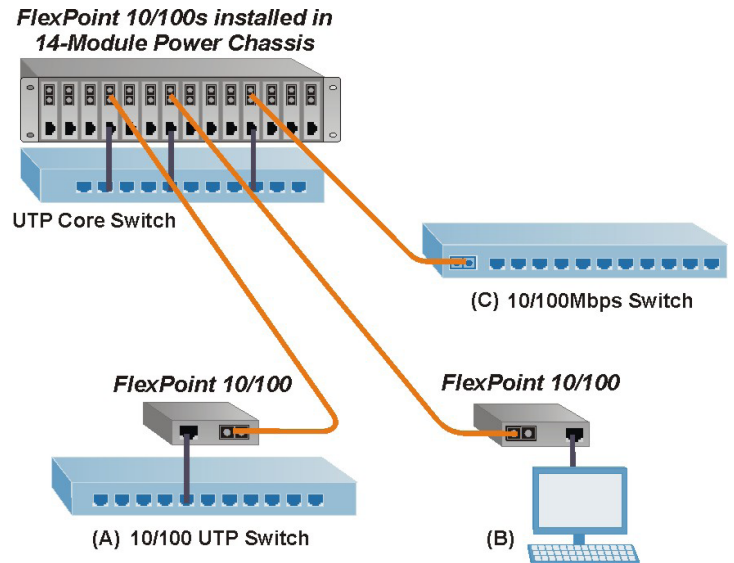 FlexPoint 10/100s installed in
14-Module Power Chassis
UTP Core Switch
(C) 10/100Mbps Switch
FlexPoint 10/100
FlexPoint 10/100
(A) 10/100 UTP Switch
(B)